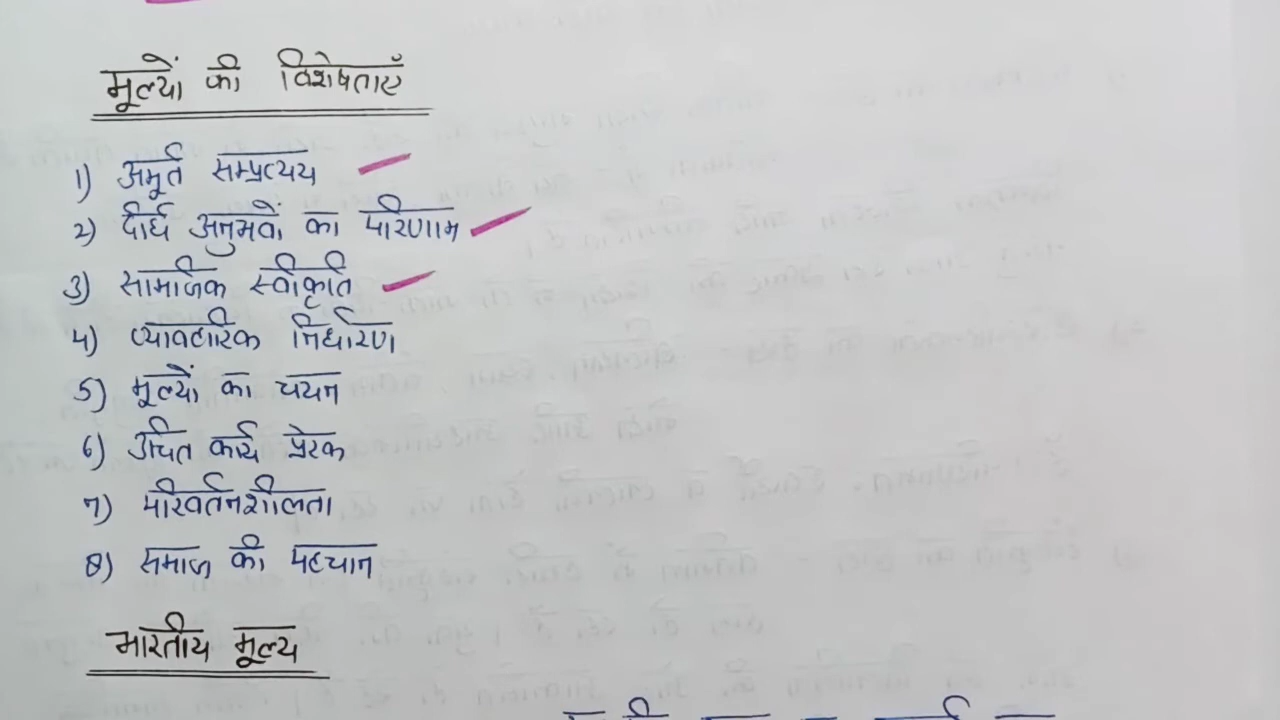 मूल्यों की विशेषताएँ
1) अमूर्त सम्प्रत्यय
2) दीर्घ अनुभवों का परिणाम
3) सामाजिक स्वीकृति
4) व्यावहारिक निर्धारण
5) मूल्यों का चयन
6) उचित कार्य प्रेरक
7) परिवर्तनशीलता
8) समाज की पहचान
भारतीय मूल्य